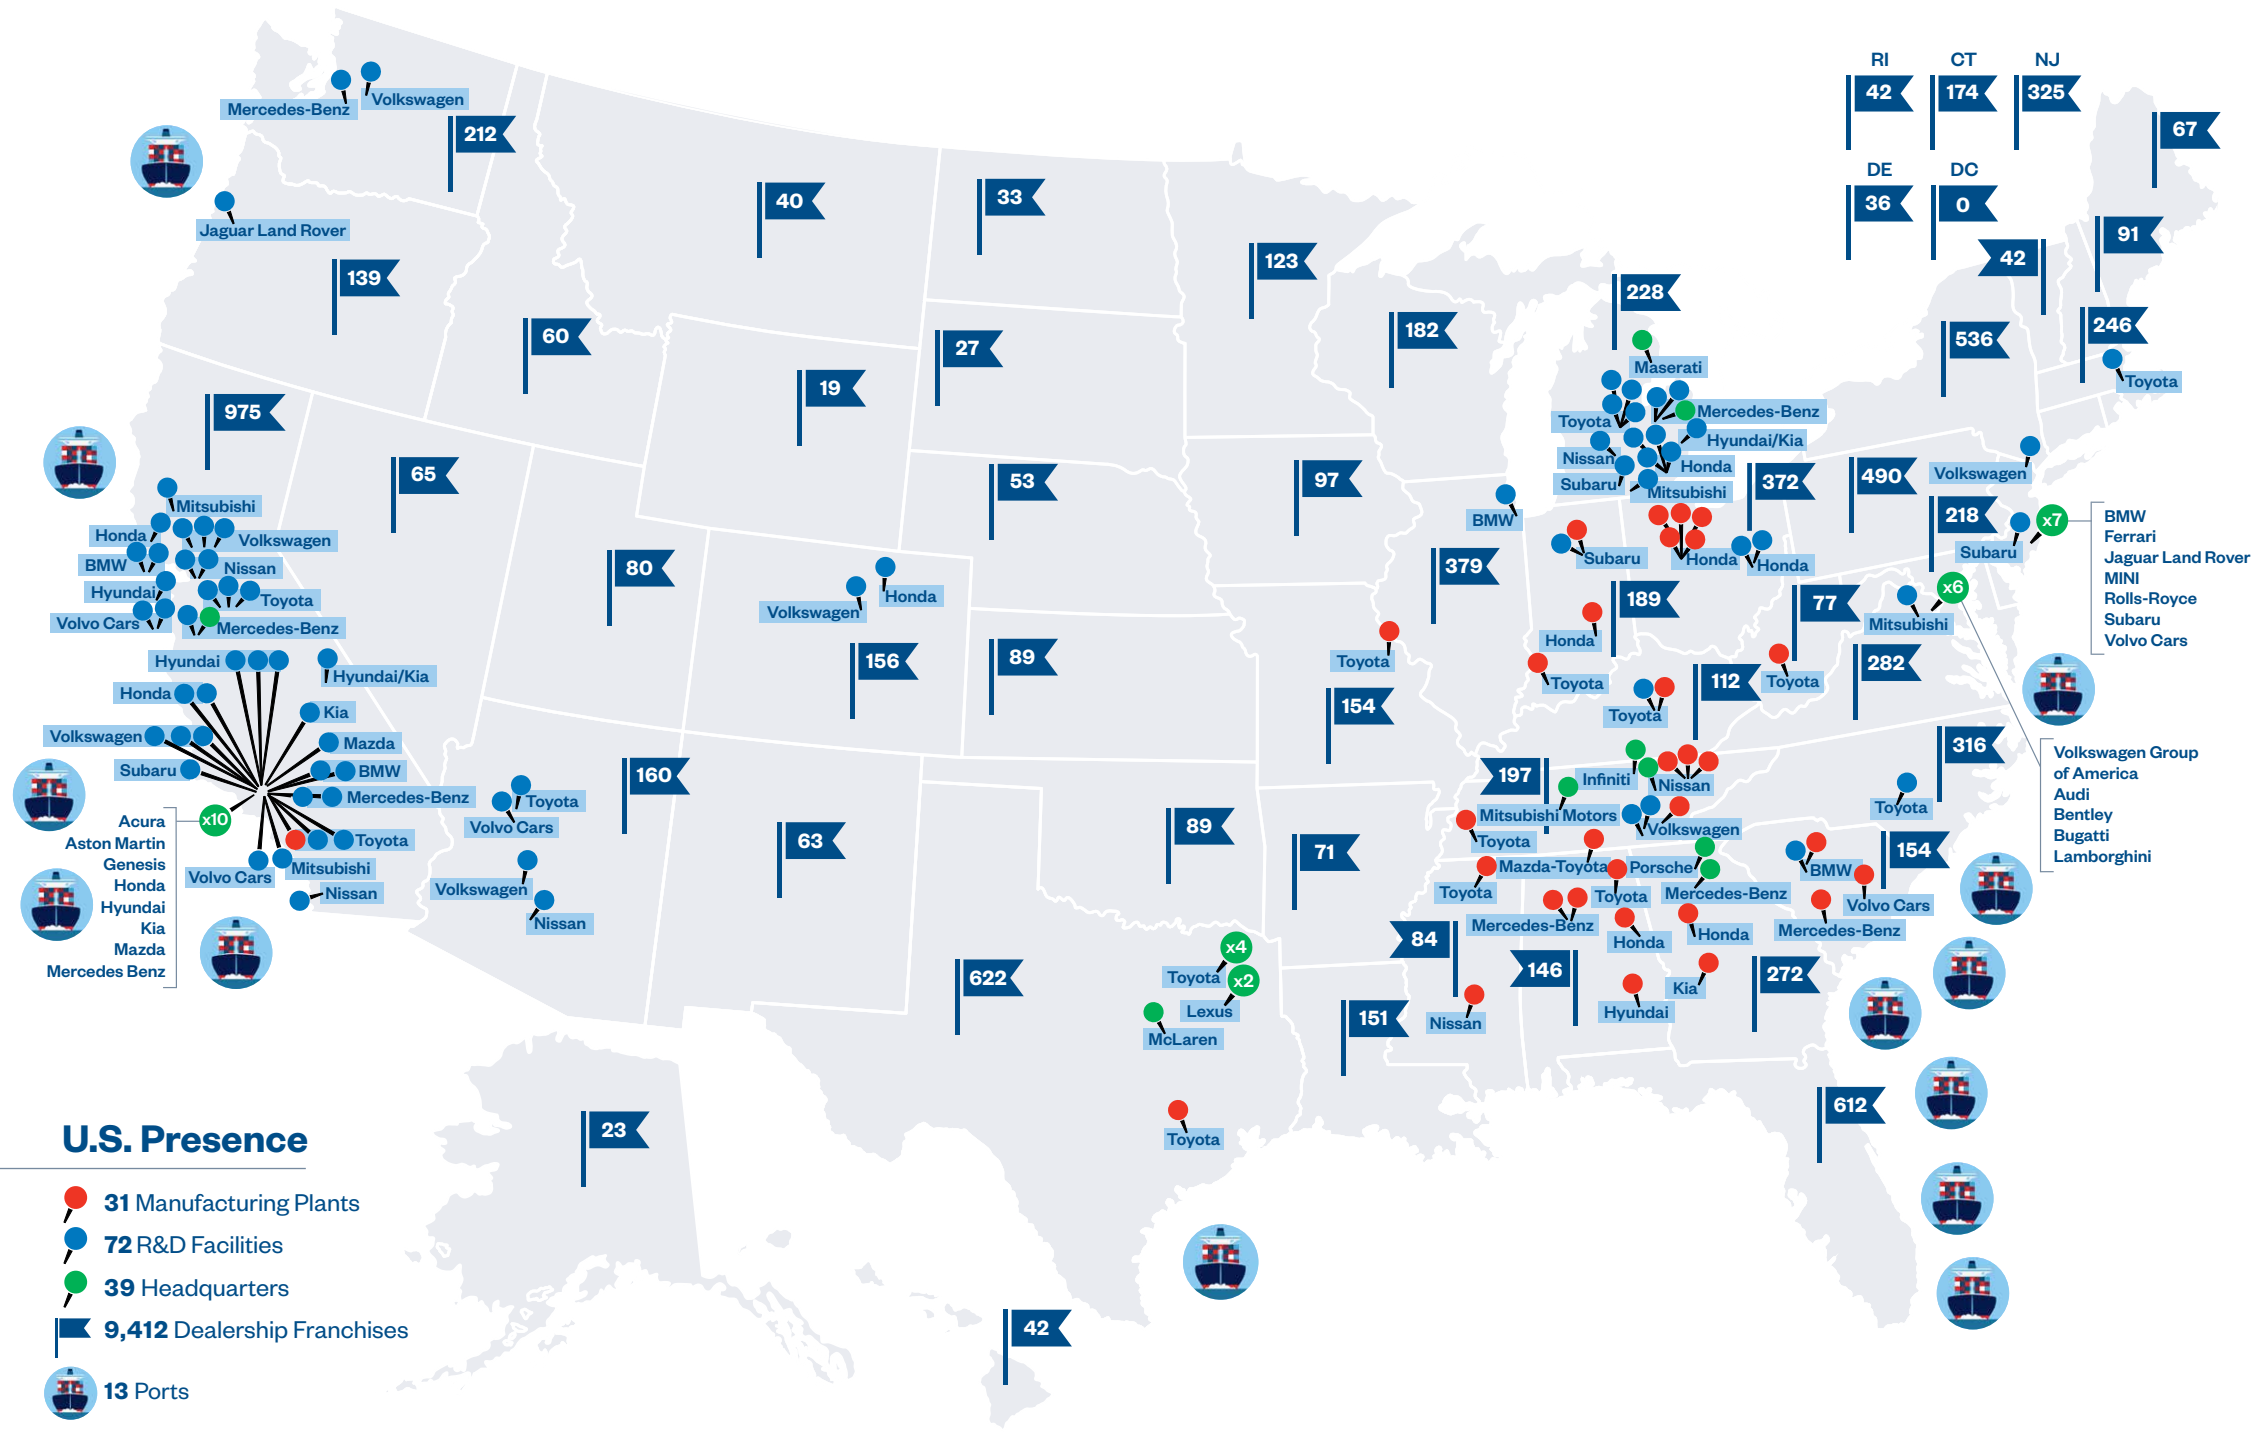 RI
CT
NJ
42
174
325
67
DE
DC
36
0
91
42
246
536
Toyota
Mercedes-Benz
Volkswagen
212
Jaguar Land Rover
139
40
33
123
60
27
182
228
19
Maserati
Toyota
Mercedes-Benz
Hyundai/Kia
Nissan
Honda
Subaru
Mitsubishi
975
65
53
97
372
490
Volkswagen
218
Subaru
x7
BMW
Ferrari
Jaguar Land Rover
MINI
Rolls-Royce
Subaru
Volvo Cars
Mitsubishi
Honda
Volkswagen
BMW
Nissan
Hyundai
Toyota
Volvo Cars
Mercedes-Benz
80
Volkswagen
Honda
BMW
Subaru
Honda
Honda
379
189
77
x6
Mitsubishi
Honda
Toyota
Toyota
156
89
112
Toyota
282
Toyota
154
Hyundai
Hyundai/Kia
Honda
Kia
Volkswagen
Mazda
Subaru
BMW
Mercedes-Benz
x10
Toyota
Volvo Cars
Mitsubishi
Nissan
Acura
Aston Martin
Genesis
Honda
Hyundai
Kia
Mazda
Mercedes Benz
Toyota
Volvo Cars
Volkswagen
Nissan
160
63
89
71
197
Infiniti
Nissan
Mitsubishi Motors
Volkswagen
Toyota
316
Toyota
Volkswagen Group
of America
Audi
Bentley
Bugatti
Lamborghini
Mazda-Toyota
Porsche
Toyota
Toyota
Mercedes-Benz
BMW
154
Volvo Cars
Mercedes-Benz
Honda
Honda
Mercedes-Benz
84
146
272
Kia
Hyundai
Nissan
622
x4
Toyota
x2
Lexus
McLaren
151
Toyota
612
23
42
U.S. Presence
31 Manufacturing Plants
72 R&D Facilities
39 Headquarters
9,412 Dealership Franchises
13 Ports